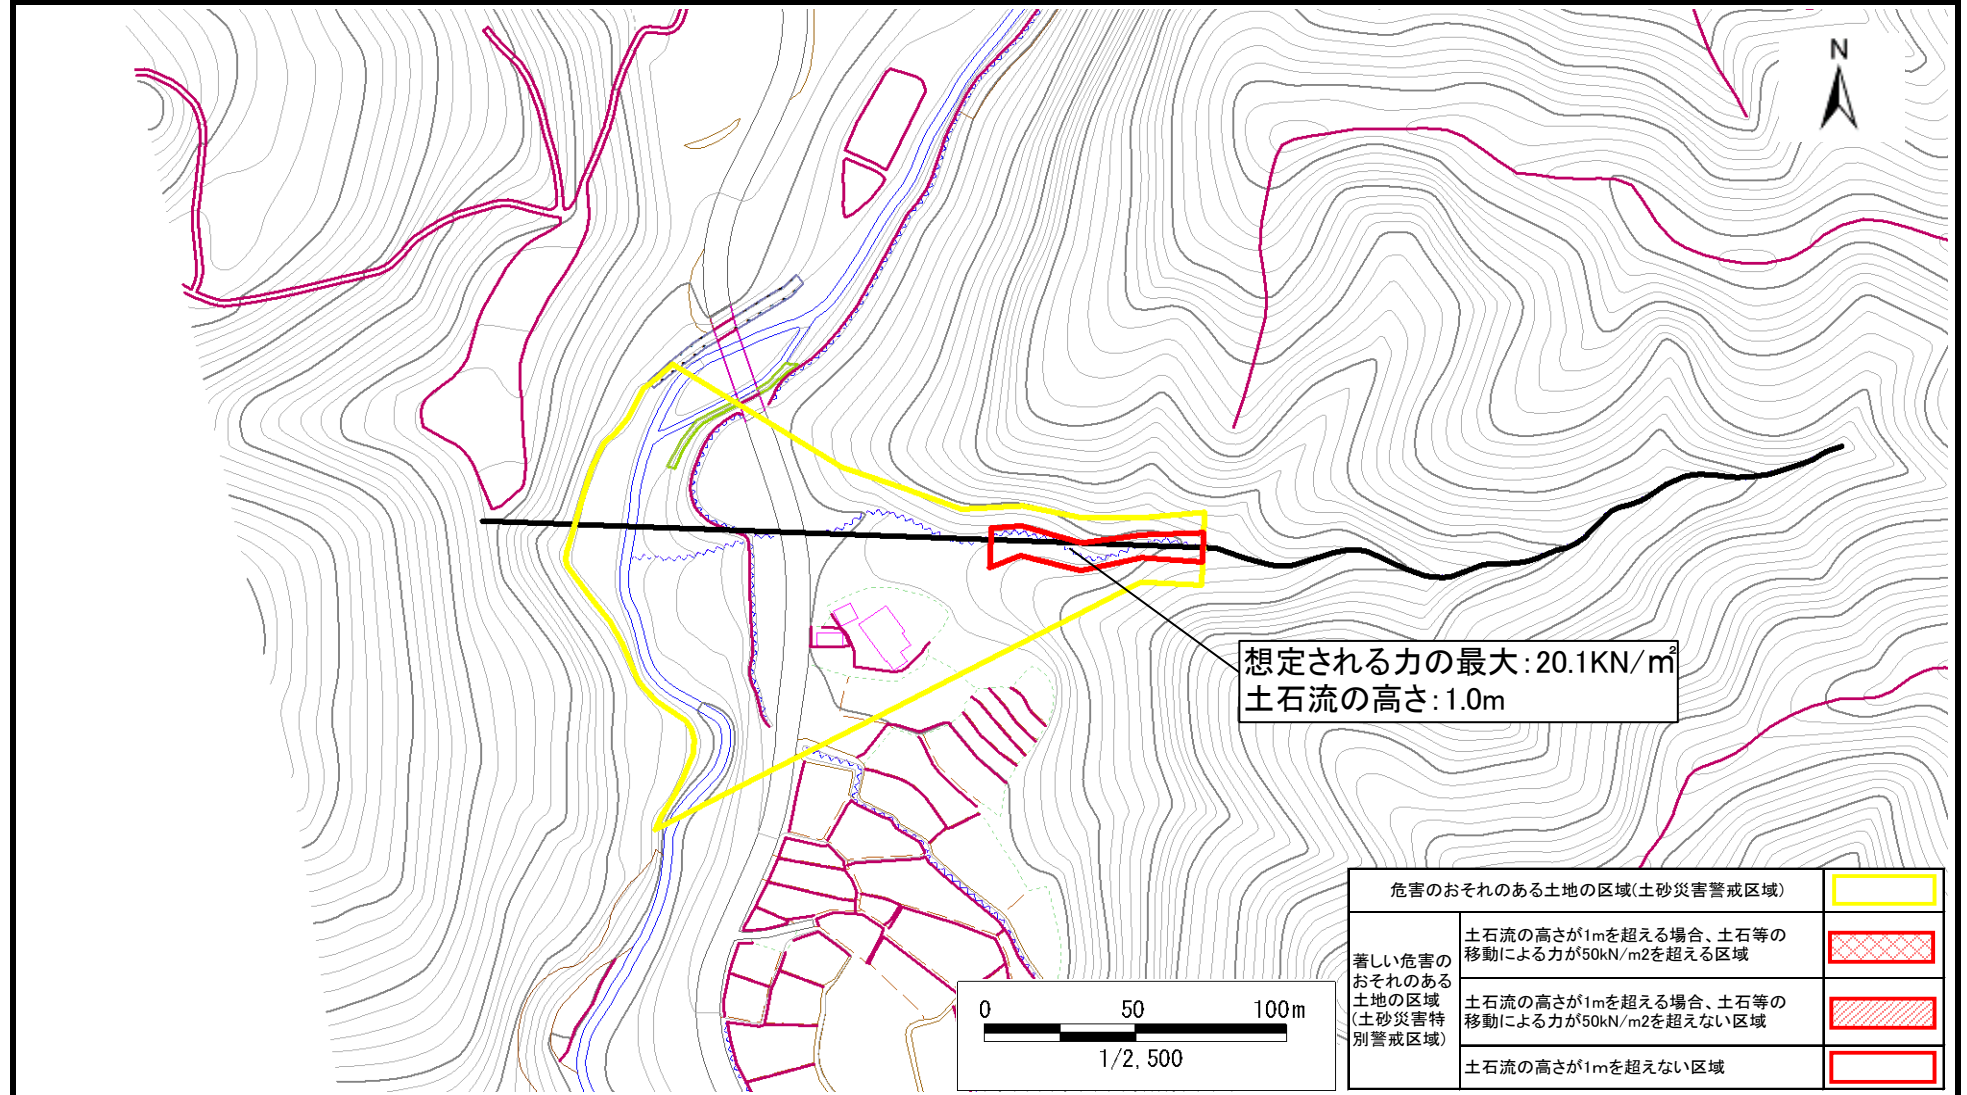 N
想定される力の最大：20.1KN/㎡
土石流の高さ：1.0m
0 50 100m
1/2,500
危害のおそれのある土地の区域(土砂災害警戒区域)
著しい危害の
おそれのある
土地の区域
(土砂災害特
別警戒区域)
土石流の高さが1mを超える場合、土石等の
移動による力が50kN/m2を超える区域
土石流の高さが1mを超える場合、土石等の
移動による力が50kN/m2を超えない区域
土石流の高さが1mを超えない区域